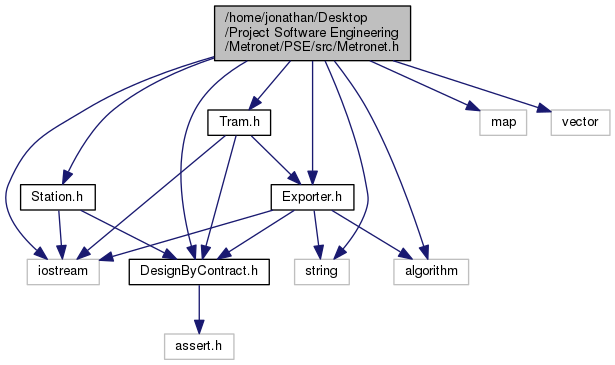 /home/jonathan/Desktop
/Project Software Engineering
/Metronet/PSE/src/Metronet.h
Tram.h
map
vector
Station.h
Exporter.h
iostream
DesignByContract.h
string
algorithm
assert.h